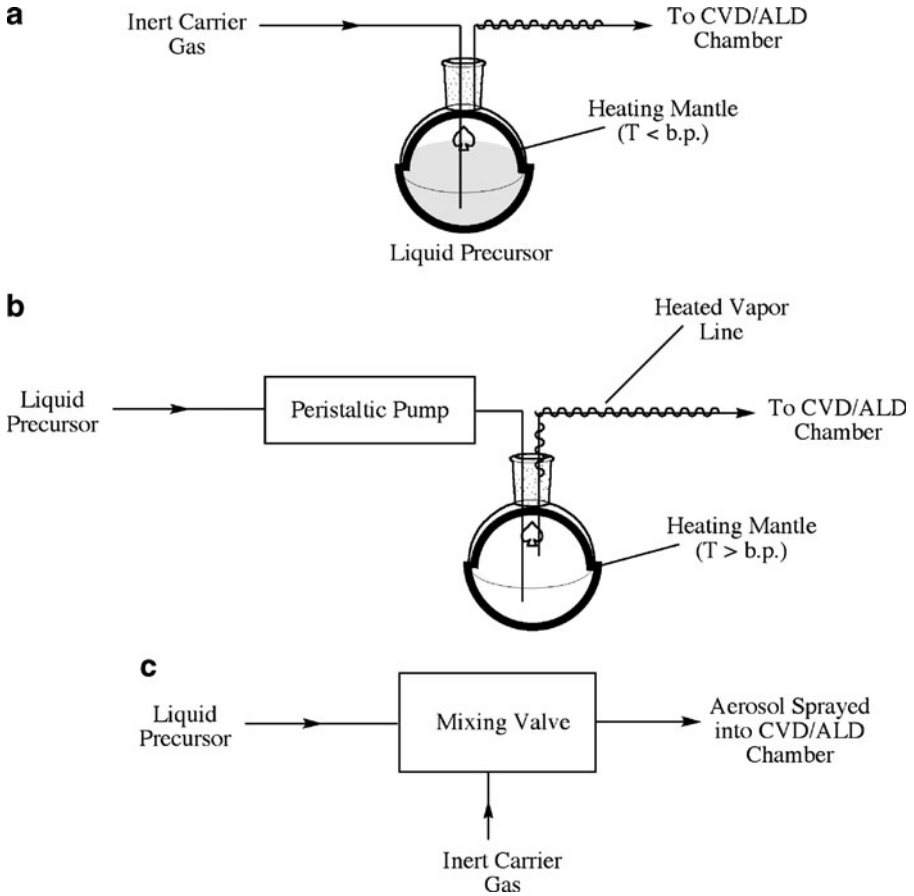 a
Inert Carrier
Gas
To CVD/ALD
Chamber
Heating Mantle
(T < b.p.)
Liquid Precursor
b
Heated Vapor
Line
Liquid
Precursor
Peristaltic Pump
To CVD/ALD
Chamber
Heating Mantle
(T > b.p.)
c
Liquid
Precursor
Mixing Valve
Aerosol Sprayed
into CVD/ALD
Chamber
Inert Carrier
Gas